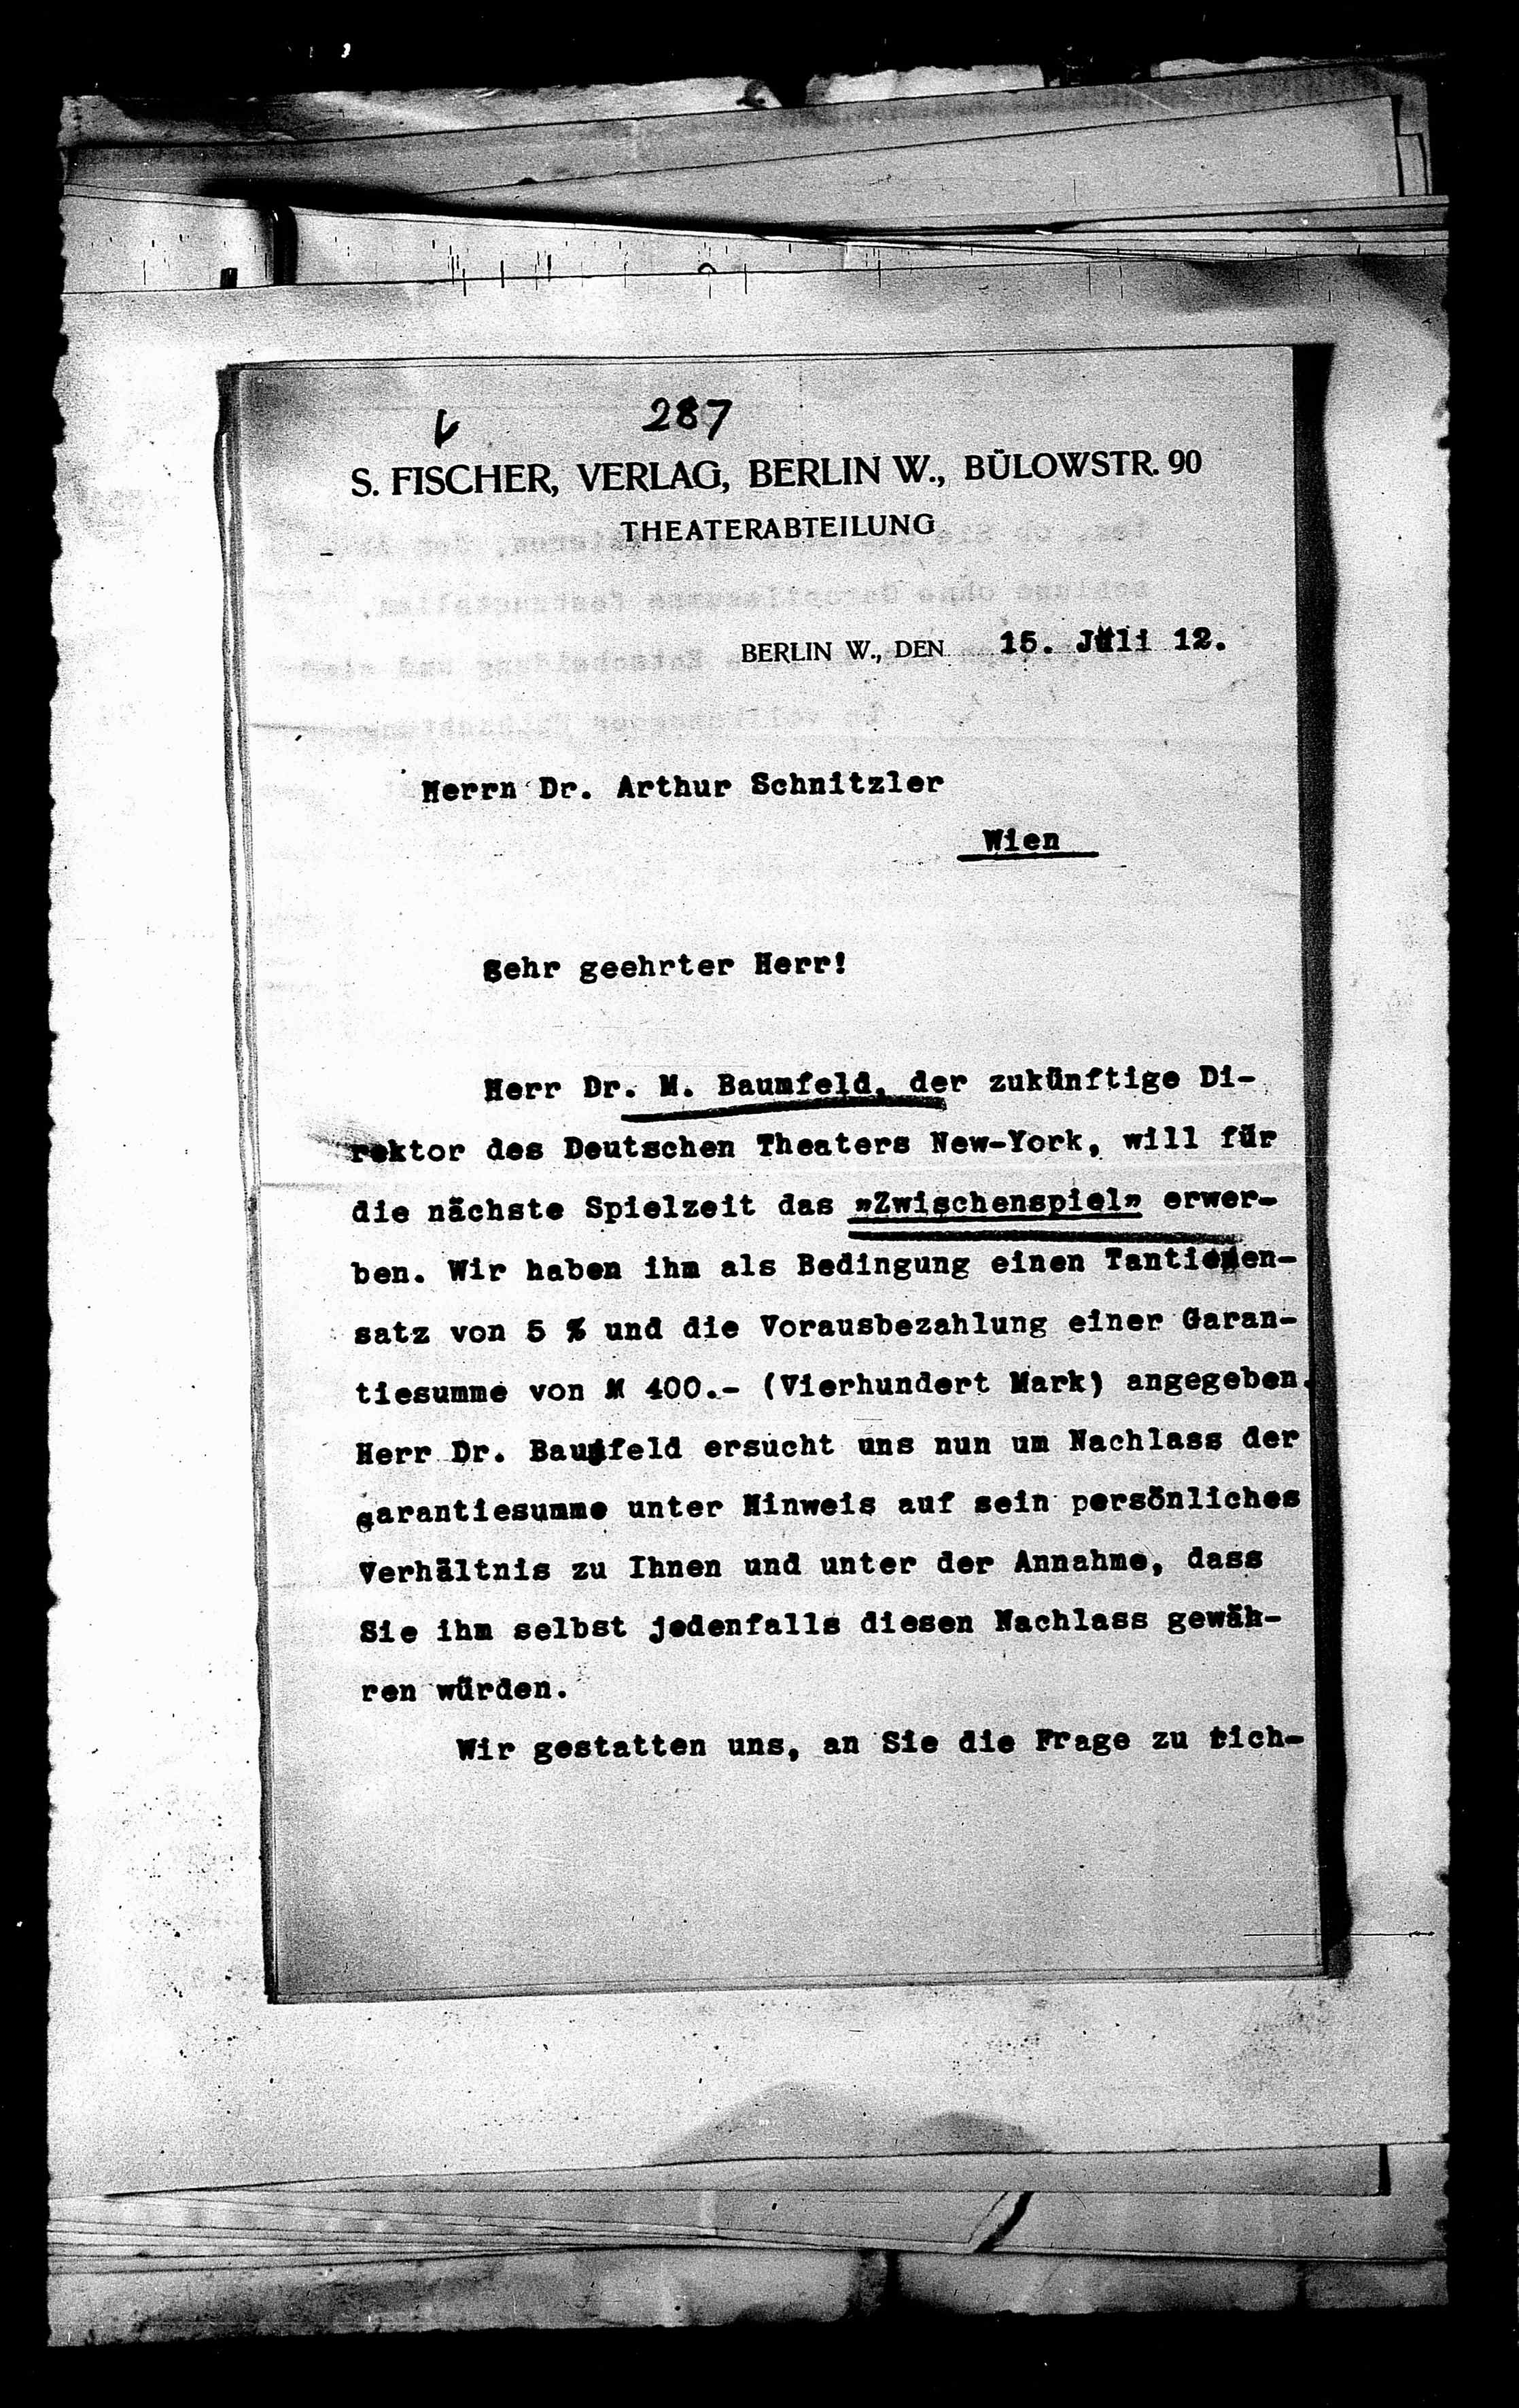 287
S. FISCHER, VERLAG, BERLIN W., BÜLOWSTR. 90
THEATERABTEILUNG
BERLIN W., DEN 15. Juli 12.
Herrn Dr. Arthur Schnitzler
Wien
Sehr geehrter Herr!
Herr Dr. M. Baumfeld, der zukünftige Di-
rektor des Deutschen Theaters New-York, will für
die nächste Spielzeit das "Zwischenspiel" erwer-
ben. Wir haben ihm als Bedingung einen Tantiemen-
satz von 5 % und die Vorausbezahlung einer Garan-
tiesumme von M 400.- (Vierhundert Mark) angegeben.
Herr Dr. Baumfeld ersucht uns nun um Nachlass der
garantiesumme unter Hinweis auf sein persönliches
Verhältnis zu Ihnen und unter der Annahme, dass
Sie ihm selbst jedenfalls diesen Nachlass gewäh-
ren würden.
Wir gestatten uns, an Sie die Frage zu rich-